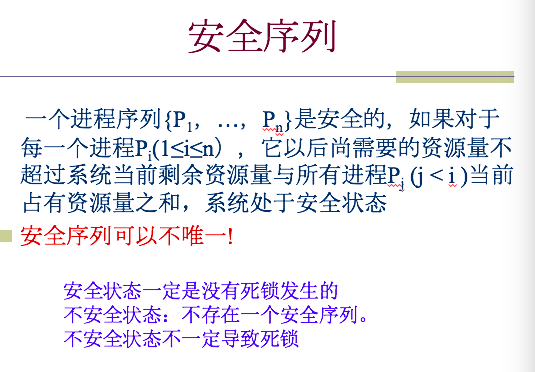 安全序列
一个进程序列{P1, …, Pn}是安全的, 如果对于
每一个进程Pi(1≤i≤n) , 它以后尚需要的资源量不
超过系统当前剩余资源量与所有进程Pj (j < i )当前
占有资源量之和，系统处于安全状态
安全序列可以不唯一!
安全状态一定是没有死锁发生的
不安全状态：不存在一个安全序列。
不安全状态不一定导致死锁